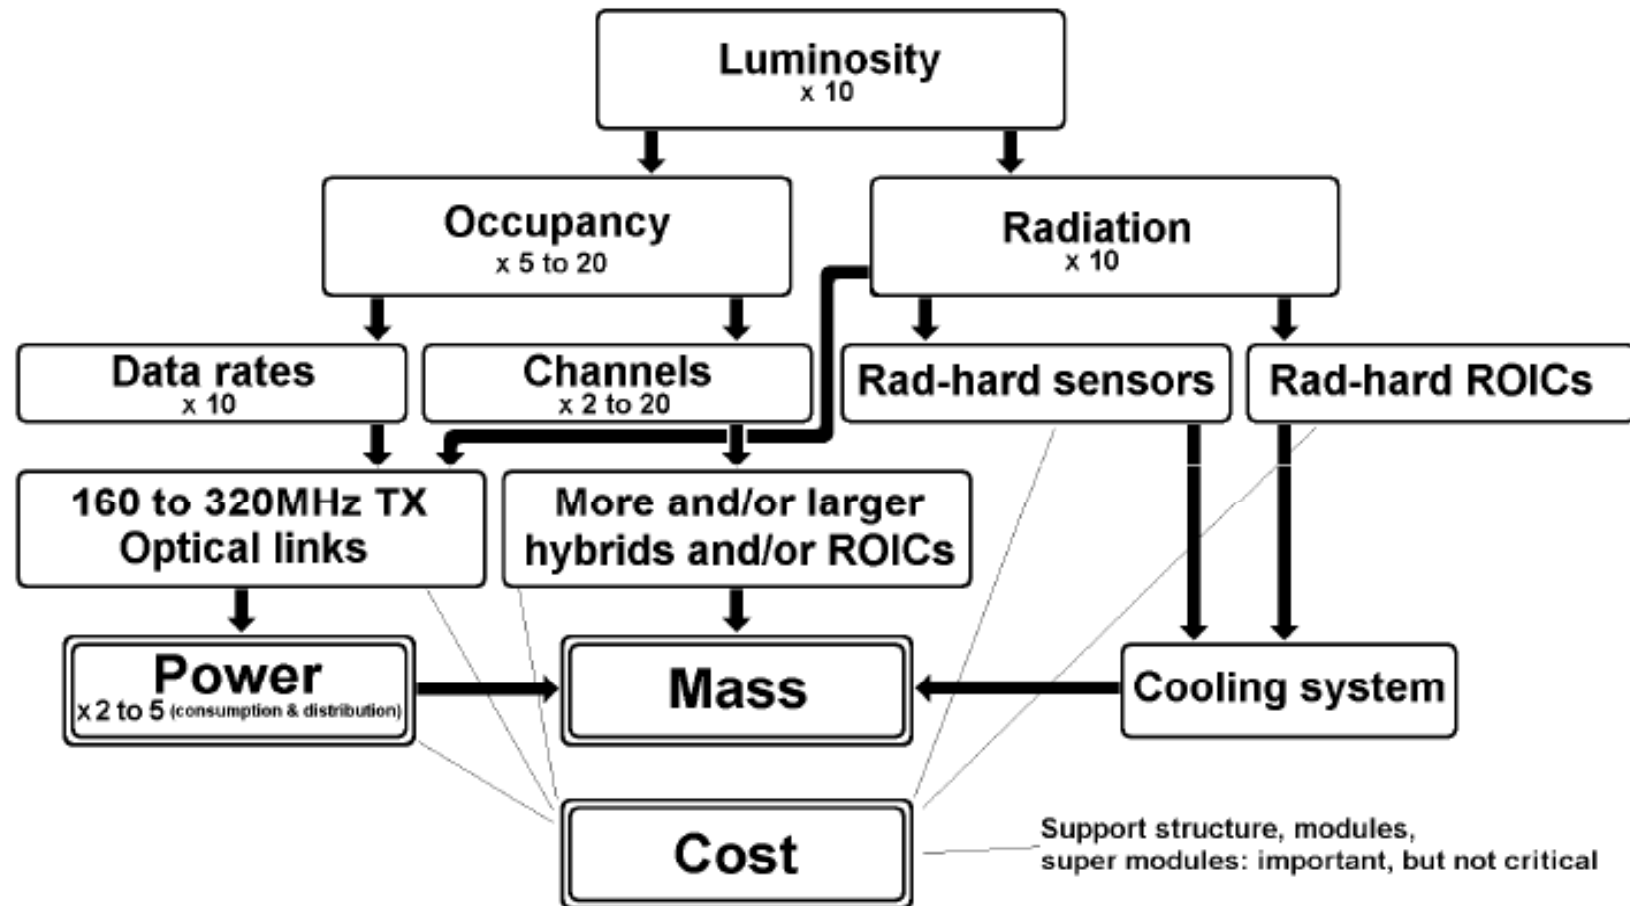 Luminosity
x 10
Occupancy
x 5 to 20
Radiation
x 10
Data rates
x 10
Channels
x 2 to 20
Rad-hard sensors
Rad-hard ROICs
160 to 320MHz TX
Optical links
More and/or larger
hybrids and/or ROICs
Power
x 2 to 5 (consumption & distribution)
Mass
Cooling system
Cost
Support structure, modules,
super modules: important, but not critical